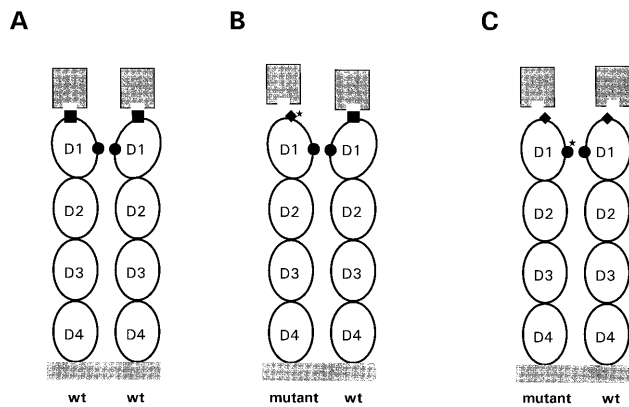 A
B
C
D1 D1 D1 D1 D1 D1
D2 D2 D2 D2 D2 D2
D3 D3 D3 D3 D3 D3
D4 D4 D4 D4 D4 D4
wt wt mutant wt mutant wt